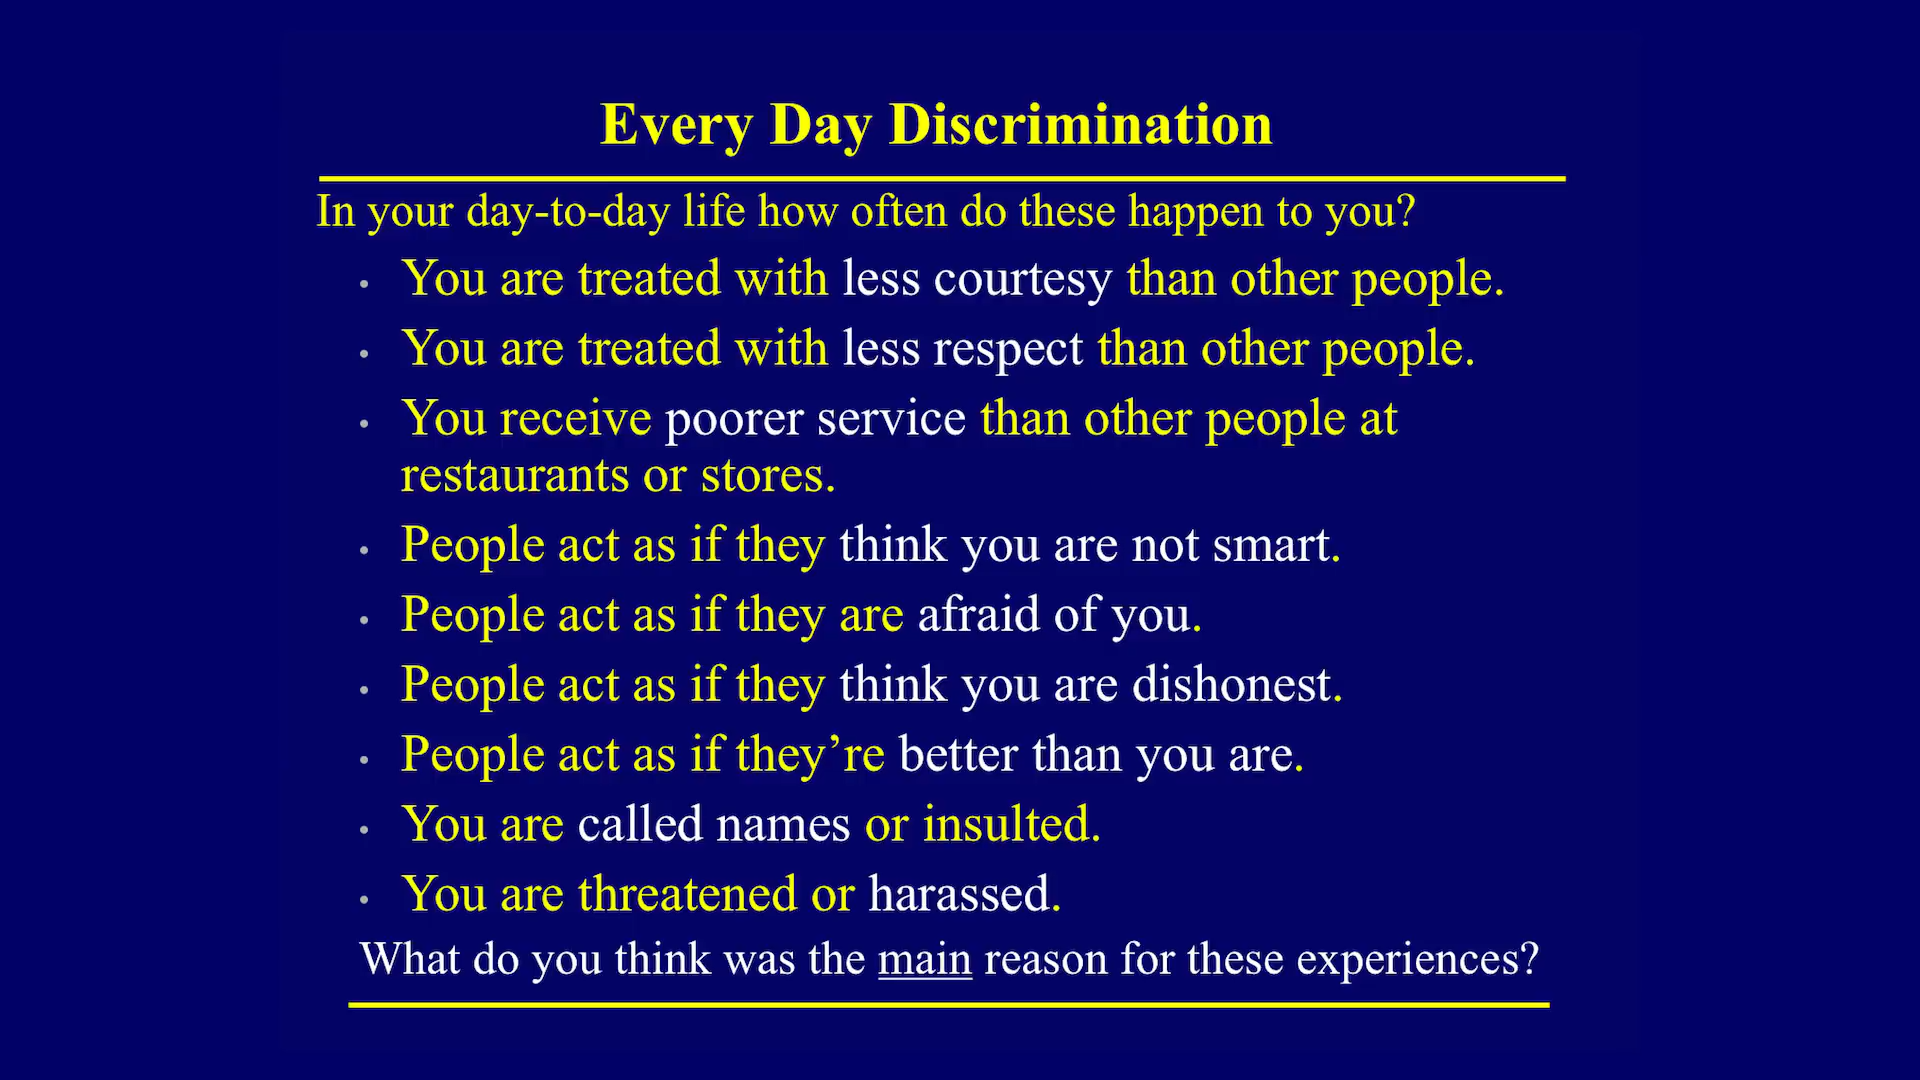 Every Day Discrimination
In your day-to-day life how often do these happen to you?
• You are treated with less courtesy than other people.
• You are treated with less respect than other people.
• You receive poorer service than other people at
restaurants or stores.
• People act as if they think you are not smart.
• People act as if they are afraid of you.
• People act as if they think you are dishonest.
• People act as if they’re better than you are.
• You are called names or insulted.
• You are threatened or harassed.
What do you think was the main reason for these experiences?